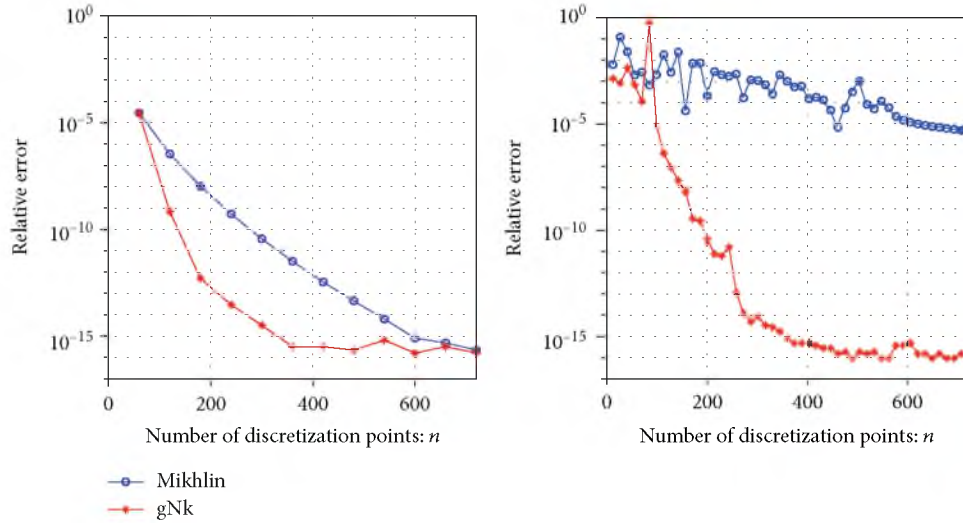 10^0
10^-5
10^-10
10^-15
Relative error
0
200
400
600
Number of discretization points: n
10^0
10^-5
10^-10
10^-15
Relative error
0
200
400
600
Number of discretization points: n
Mikhlin
gNk